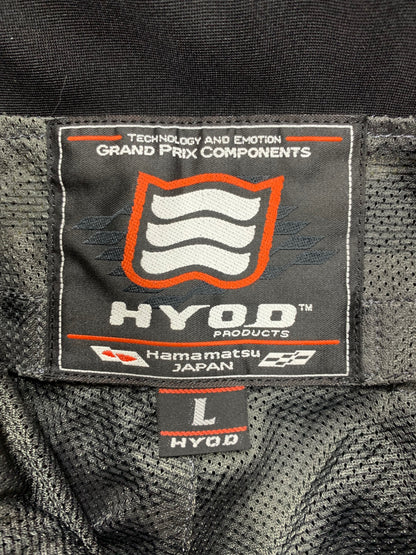 TECHNOLOGY AND EMOTION
GRAND PRIX COMPONENTS
HYOD™
PRODUCTS
Hamamatsu
JAPAN
L
HYOD